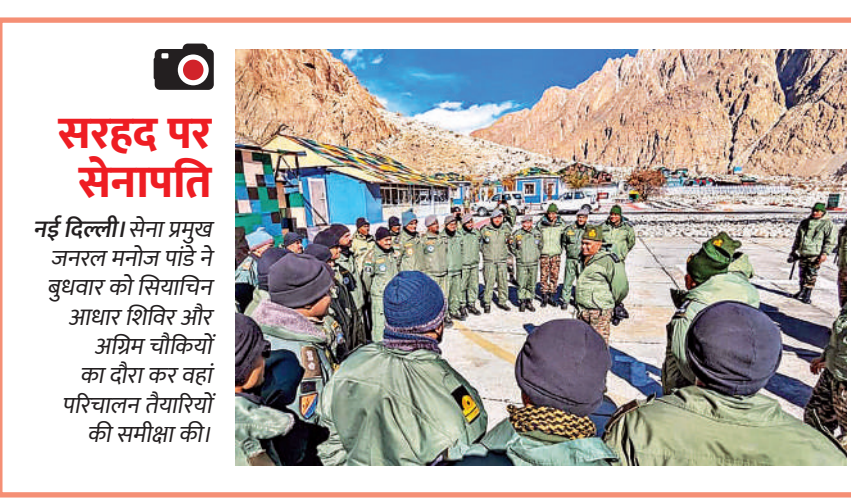 सरहद पर
सेनापति
नई दिल्ली। सेना प्रमुख
जनरल मनोज पांडे ने
बुधवार को सियाचिन
आधार शिविर और
अग्रिम चौकियों
का दौरा कर वहां
परिचालन तैयारियों
की समीक्षा की।